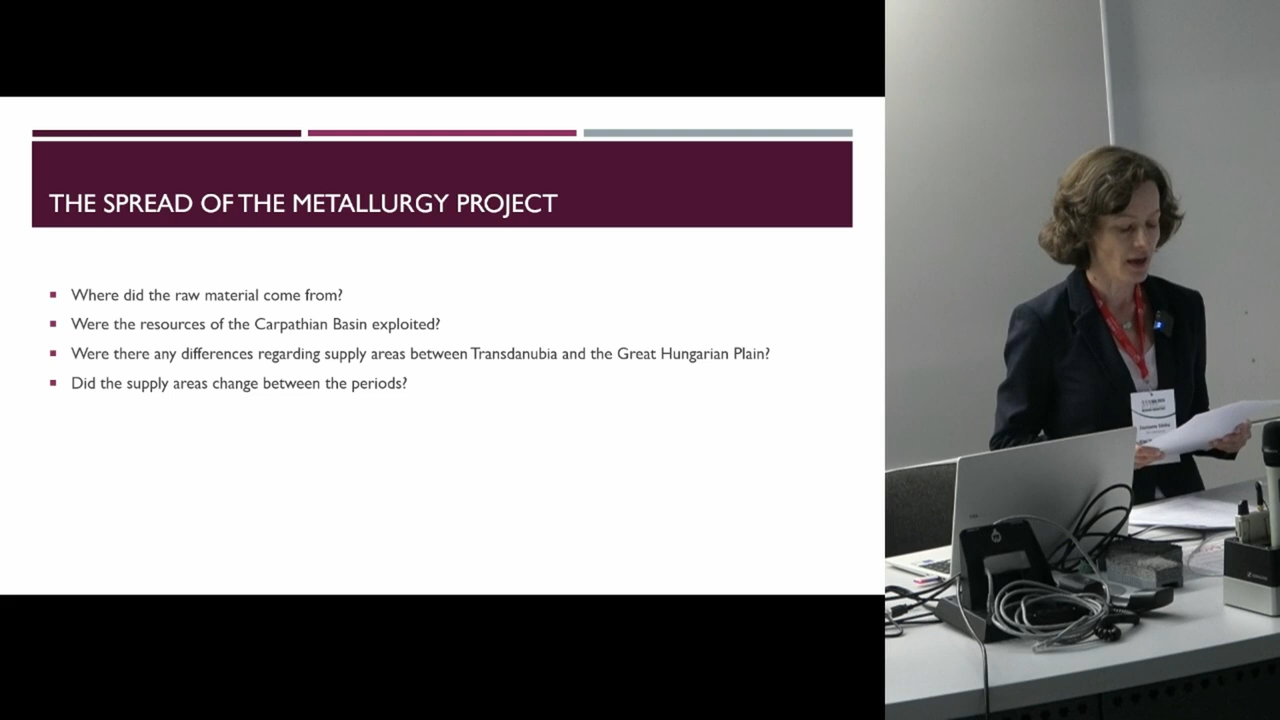 THE SPREAD OF THE METALLURGY PROJECT
Where did the raw material come from?
Were the resources of the Carpathian Basin exploited?
Were there any differences regarding supply areas between Transdanubia and the Great Hungarian Plain?
Did the supply areas change between the periods?